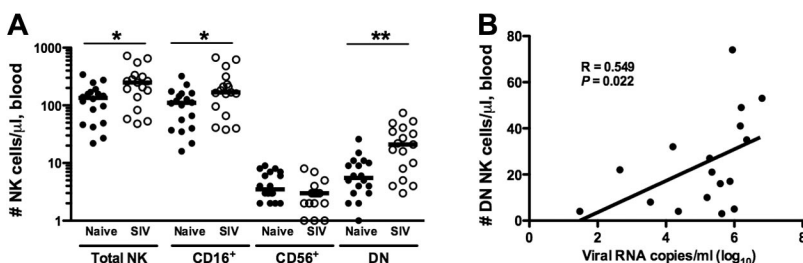 A
# NK cells/µl, blood
1000
100
10
1
*
*
**
Naive SIV Naive SIV Naive SIV Naive SIV
Total NK CD16+ CD56+ DN
B
# DN NK cells/µl, blood
80
60
40
20
0
R = 0.549
P = 0.022
0 2 4 6 8
Viral RNA copies/ml (log10)